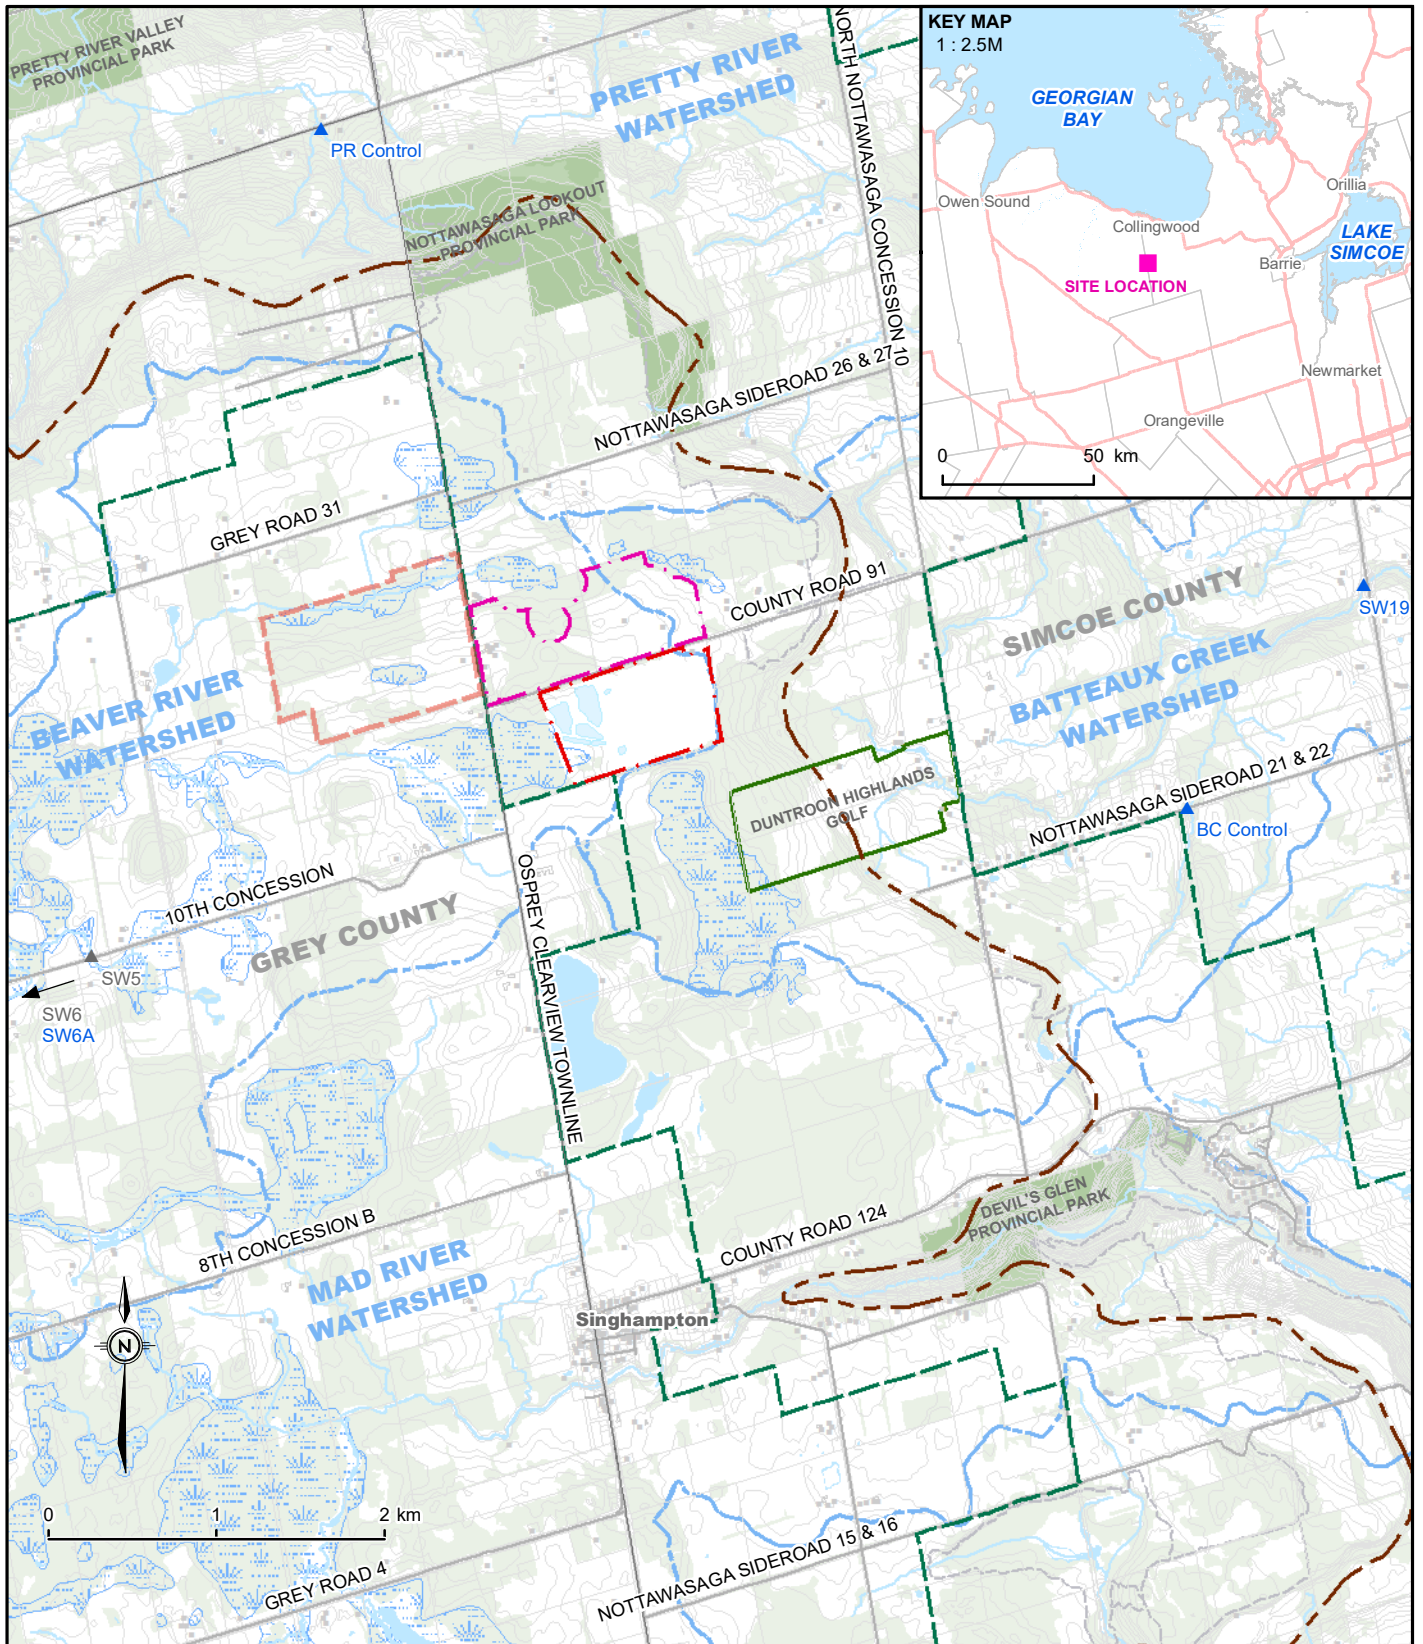 PRETTY RIVER VALLEY
PROVINCIAL PARK
PR Control
PRETTY RIVER
WATERSHED
NORTH NOTTAWASAGA CONCESSION 10
NOTTAWASAGA LOOKOUT
PROVINCIAL PARK
KEY MAP
1 : 2.5M
GEORGIAN
BAY
Owen Sound
Orillia
Collingwood
LAKE
SIMCOE
Barrie
SITE LOCATION
Newmarket
Orangeville
0 50 km
NOTTAWASAGA SIDEROAD 26 & 27
GREY ROAD 31
COUNTY ROAD 91
SIMCOE COUNTY
SW19
BATTEAUX CREEK
WATERSHED
BEAVER RIVER
WATERSHED
DUNTROON HIGHLANDS
GOLF
NOTTAWASAGA SIDEROAD 21 & 22
BC Control
10TH CONCESSION
GREY COUNTY
OSPREY CLEARVIEW TOWNLINE
SW5
SW6
SW6A
8TH CONCESSION B
MAD RIVER
WATERSHED
COUNTY ROAD 124
DEVIL'S GLEN
PROVINCIAL PARK
Singhampton
N
0 1 2 km
GREY ROAD 4
NOTTAWASAGA SIDEROAD 15 & 16